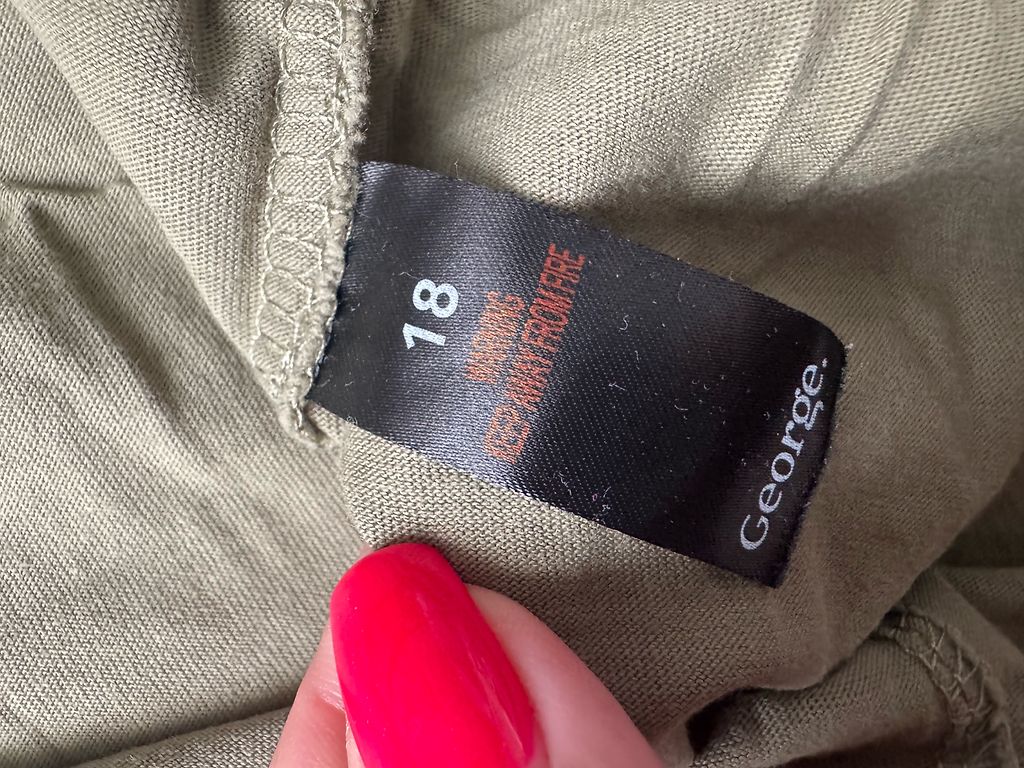 18
WARNING
KEEP AWAY FROM FIRE
George.